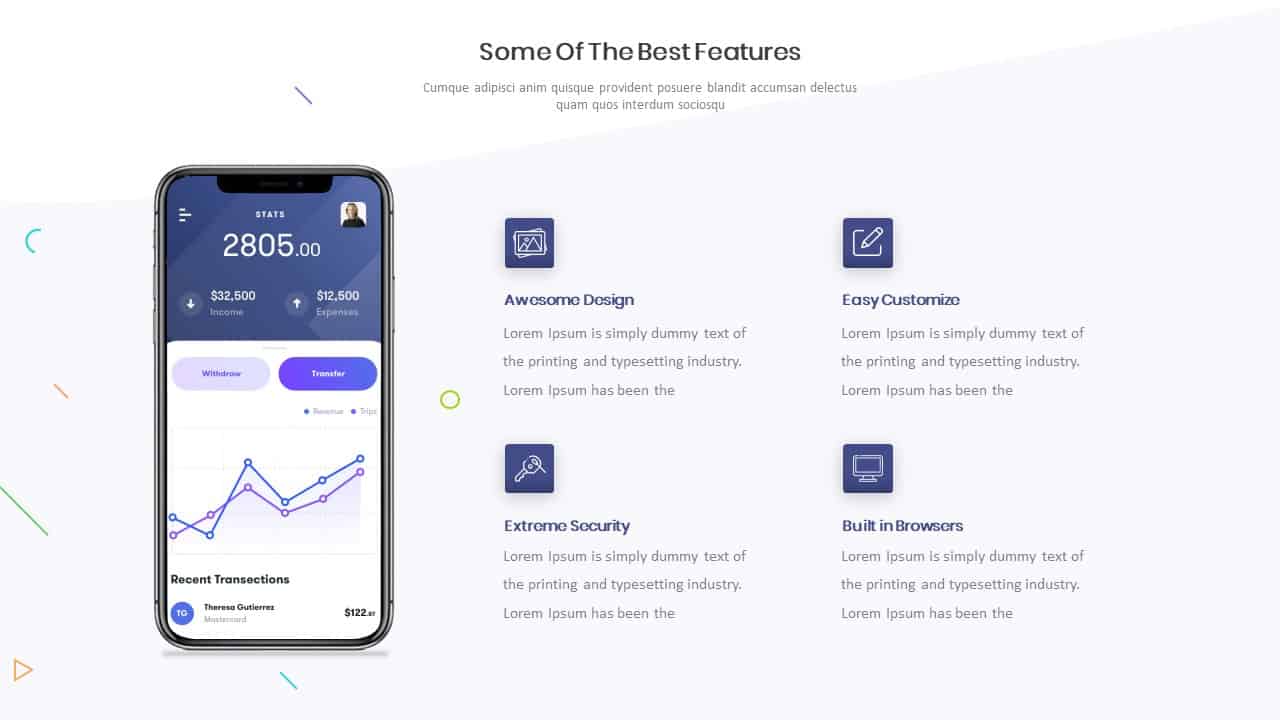 Some Of The Best Features
Cumque adipisci anim quisque provident posuere blandit accumsan delectus
quam quos interdum sociosqu
STATS
2805.00
$32,500
Income
$12,500
Expenses
Withdrow
Transfer
Revenue
Trips
Recent Transections
TG
Theresa Gutierrez
Mastercard
$122.87
Awesome Design
Lorem Ipsum is simply dummy text of
the printing and typesetting industry.
Lorem Ipsum has been the
Easy Customize
Lorem Ipsum is simply dummy text of
the printing and typesetting industry.
Lorem Ipsum has been the
Extreme Security
Lorem Ipsum is simply dummy text of
the printing and typesetting industry.
Lorem Ipsum has been the
Built in Browsers
Lorem Ipsum is simply dummy text of
the printing and typesetting industry.
Lorem Ipsum has been the